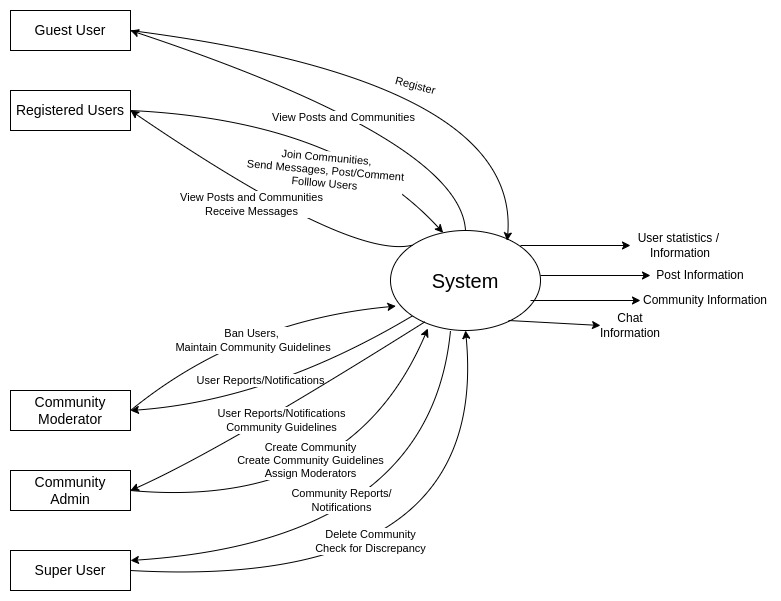 Guest User
Register
Registered Users
View Posts and Communities
Join Communities,
Send Messages, Post/Comment
Folllow Users
View Posts and Communities
Receive Messages
System
User statistics /
Information
Post Information
Community Information
Chat
Information
Ban Users,
Maintain Community Guidelines
User Reports/Notifications
Community
Moderator
User Reports/Notifications
Community Guidelines
Create Community
Create Community Guidelines
Assign Moderators
Community
Admin
Community Reports/
Notifications
Delete Community
Check for Discrepancy
Super User